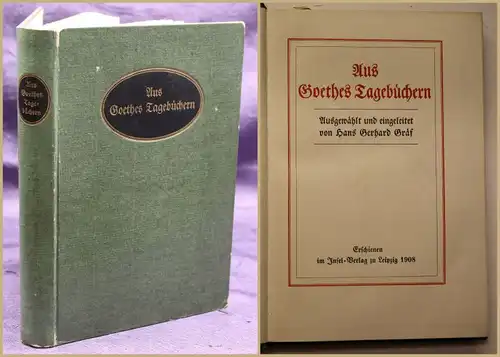 Aus
Goethes
Tage-
büchern
Aus
Goethes Tagebüchern
Aus
Goethes Tagebüchern
Ausgewählt und eingeleitet
von Hans Gerhard Gräf
Erschienen
im Insel-Verlag zu Leipzig 1908